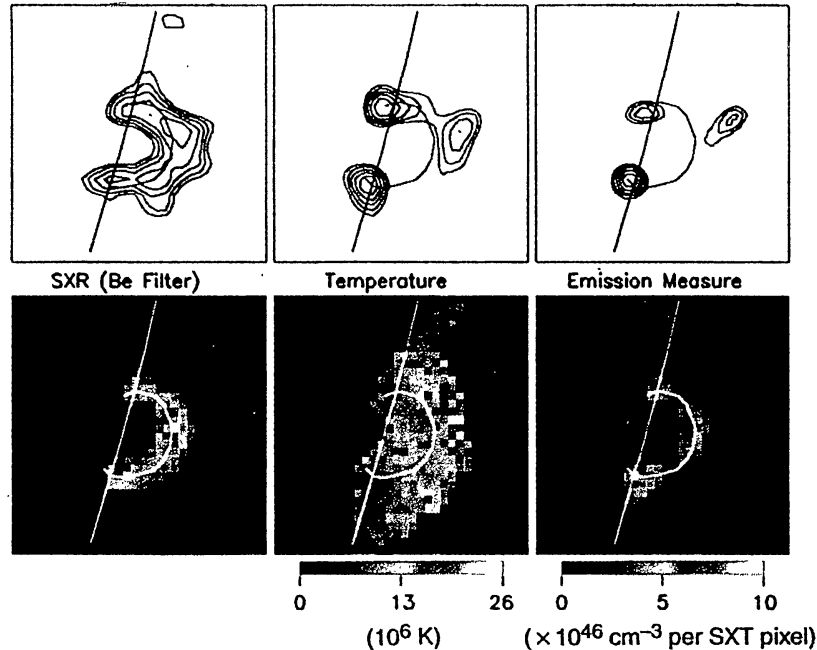 SXR (Be Filter) Temperature Emission Measure
0 13 26 0 5 10
(10⁶ K) (× 10⁴⁶ cm⁻³ per SXT pixel)